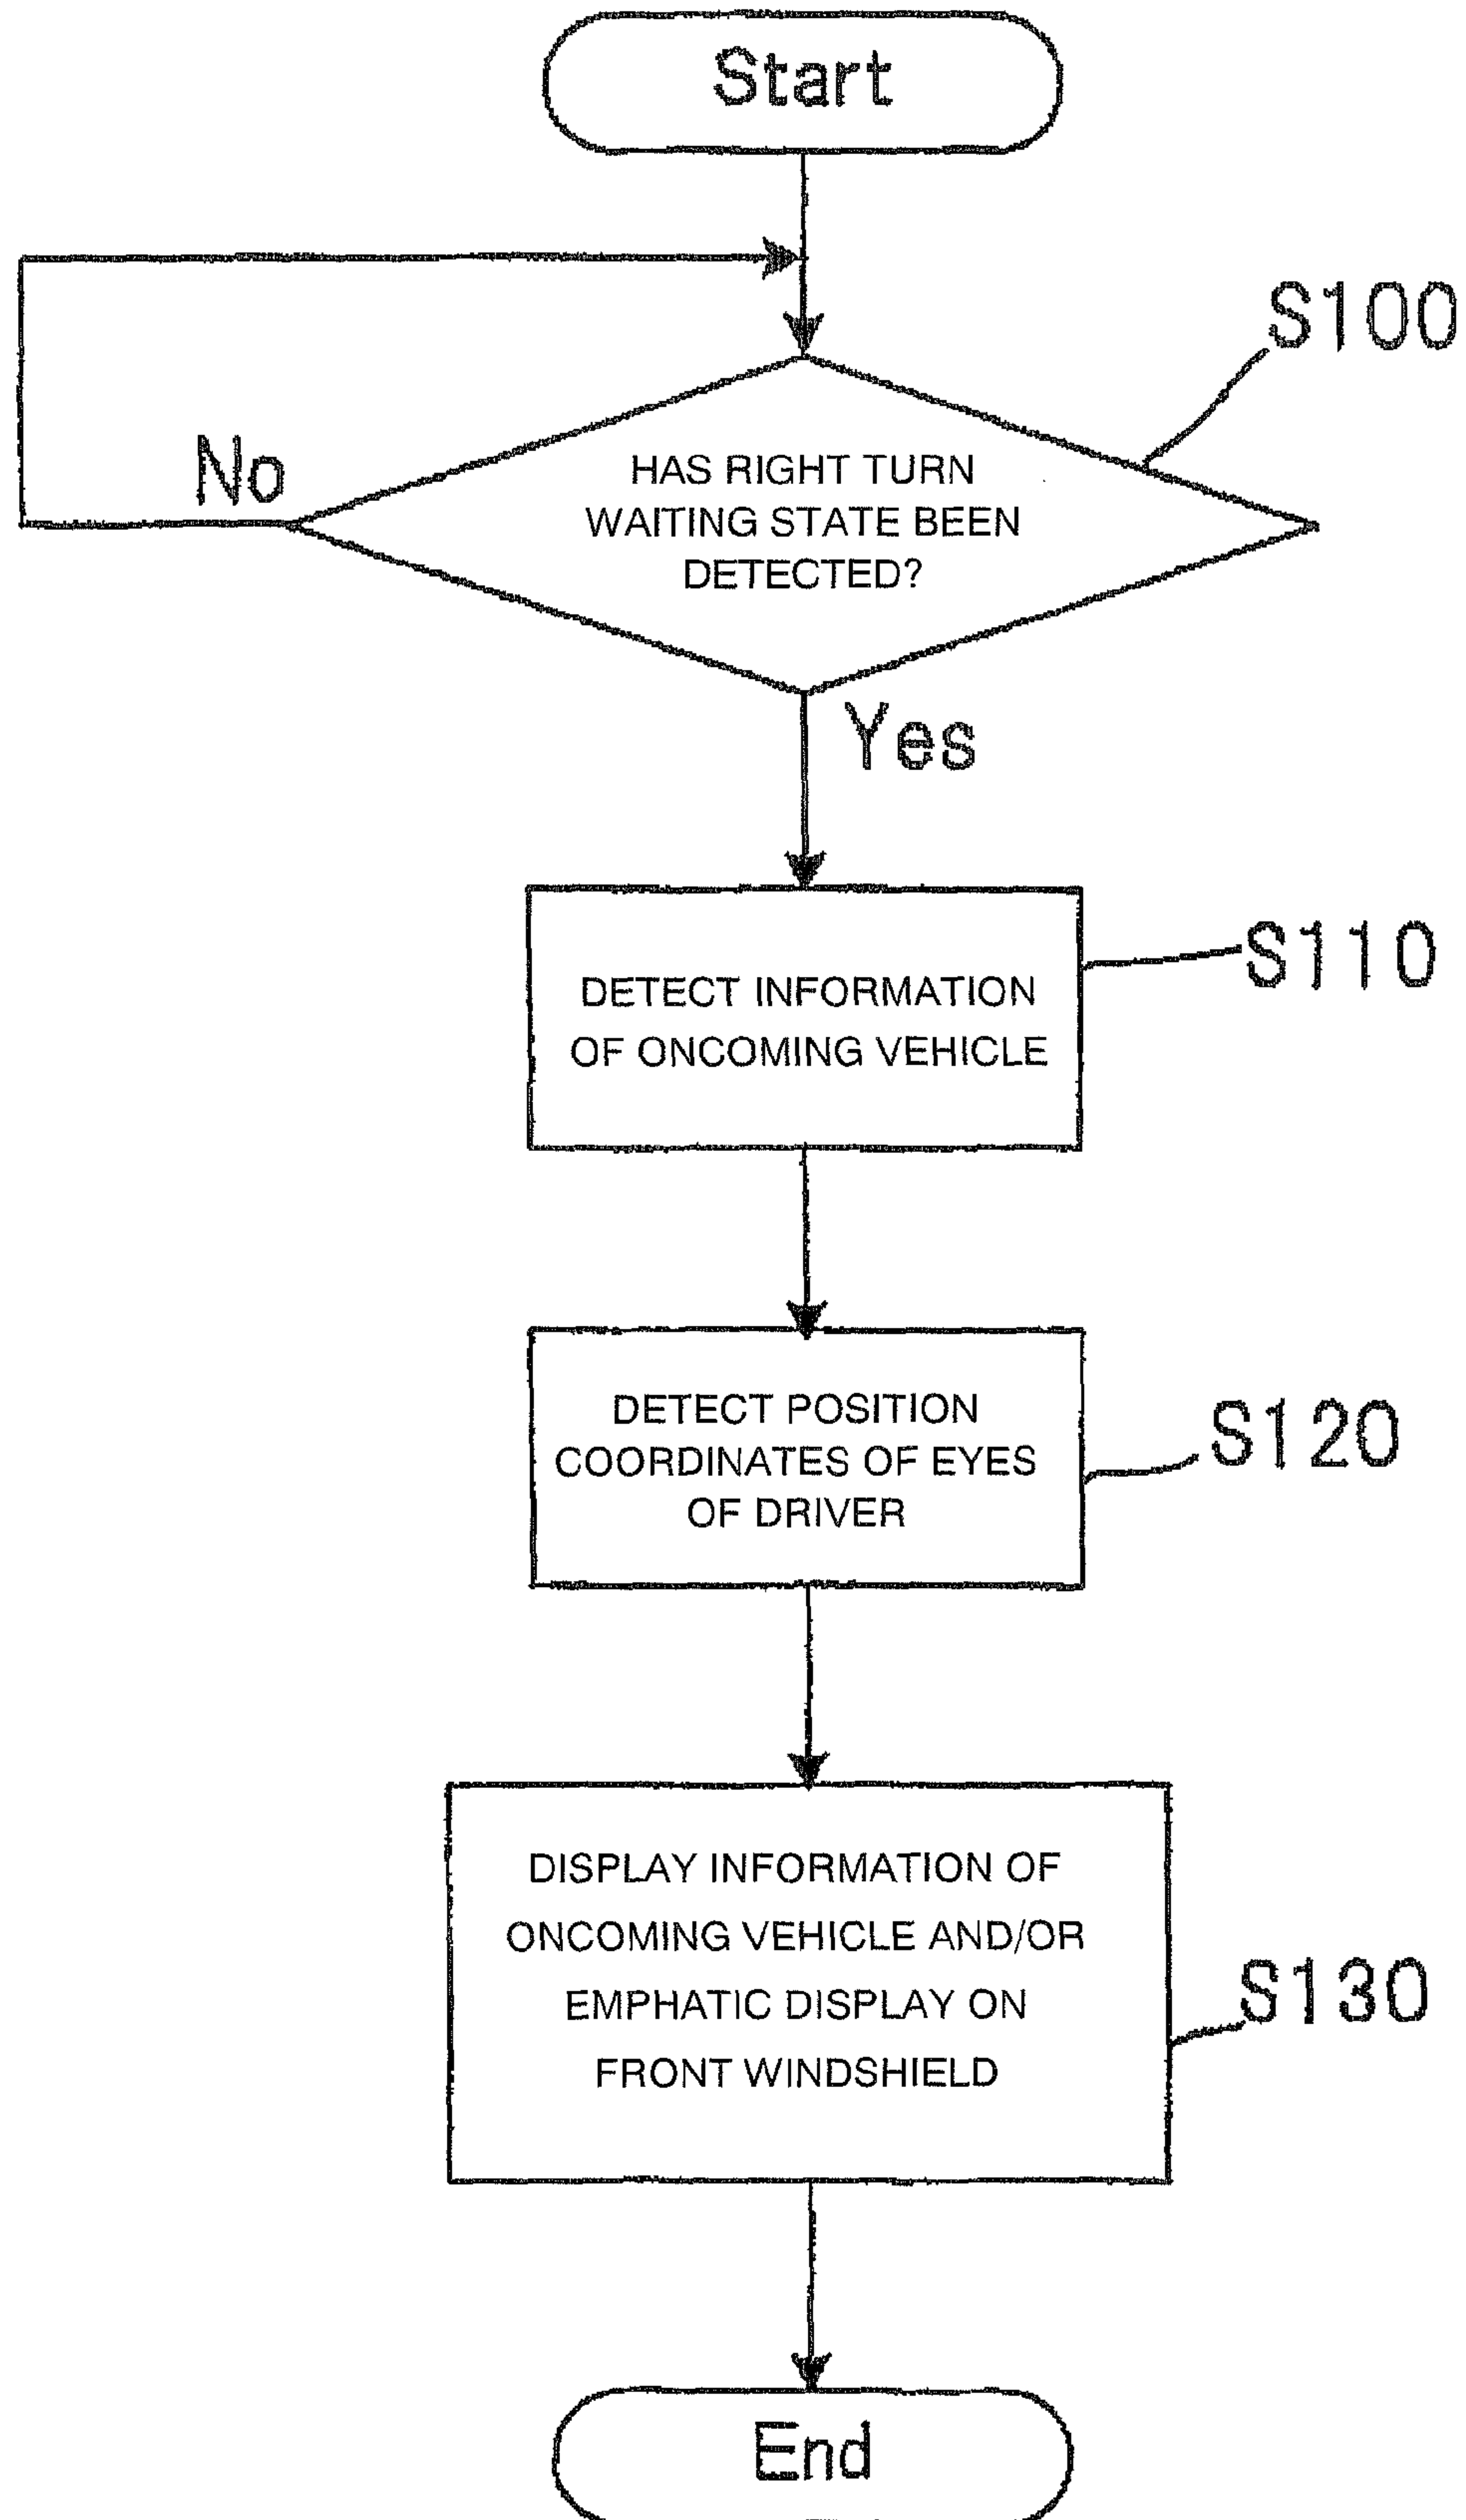 Start
S100
No
HAS RIGHT TURN
WAITING STATE BEEN
DETECTED?
Yes
S110
DETECT INFORMATION
OF ONCOMING VEHICLE
DETECT POSITION
COORDINATES OF EYES
OF DRIVER
S120
DISPLAY INFORMATION OF
ONCOMING VEHICLE AND/OR
EMPHATIC DISPLAY ON
FRONT WINDSHIELD
S130
End